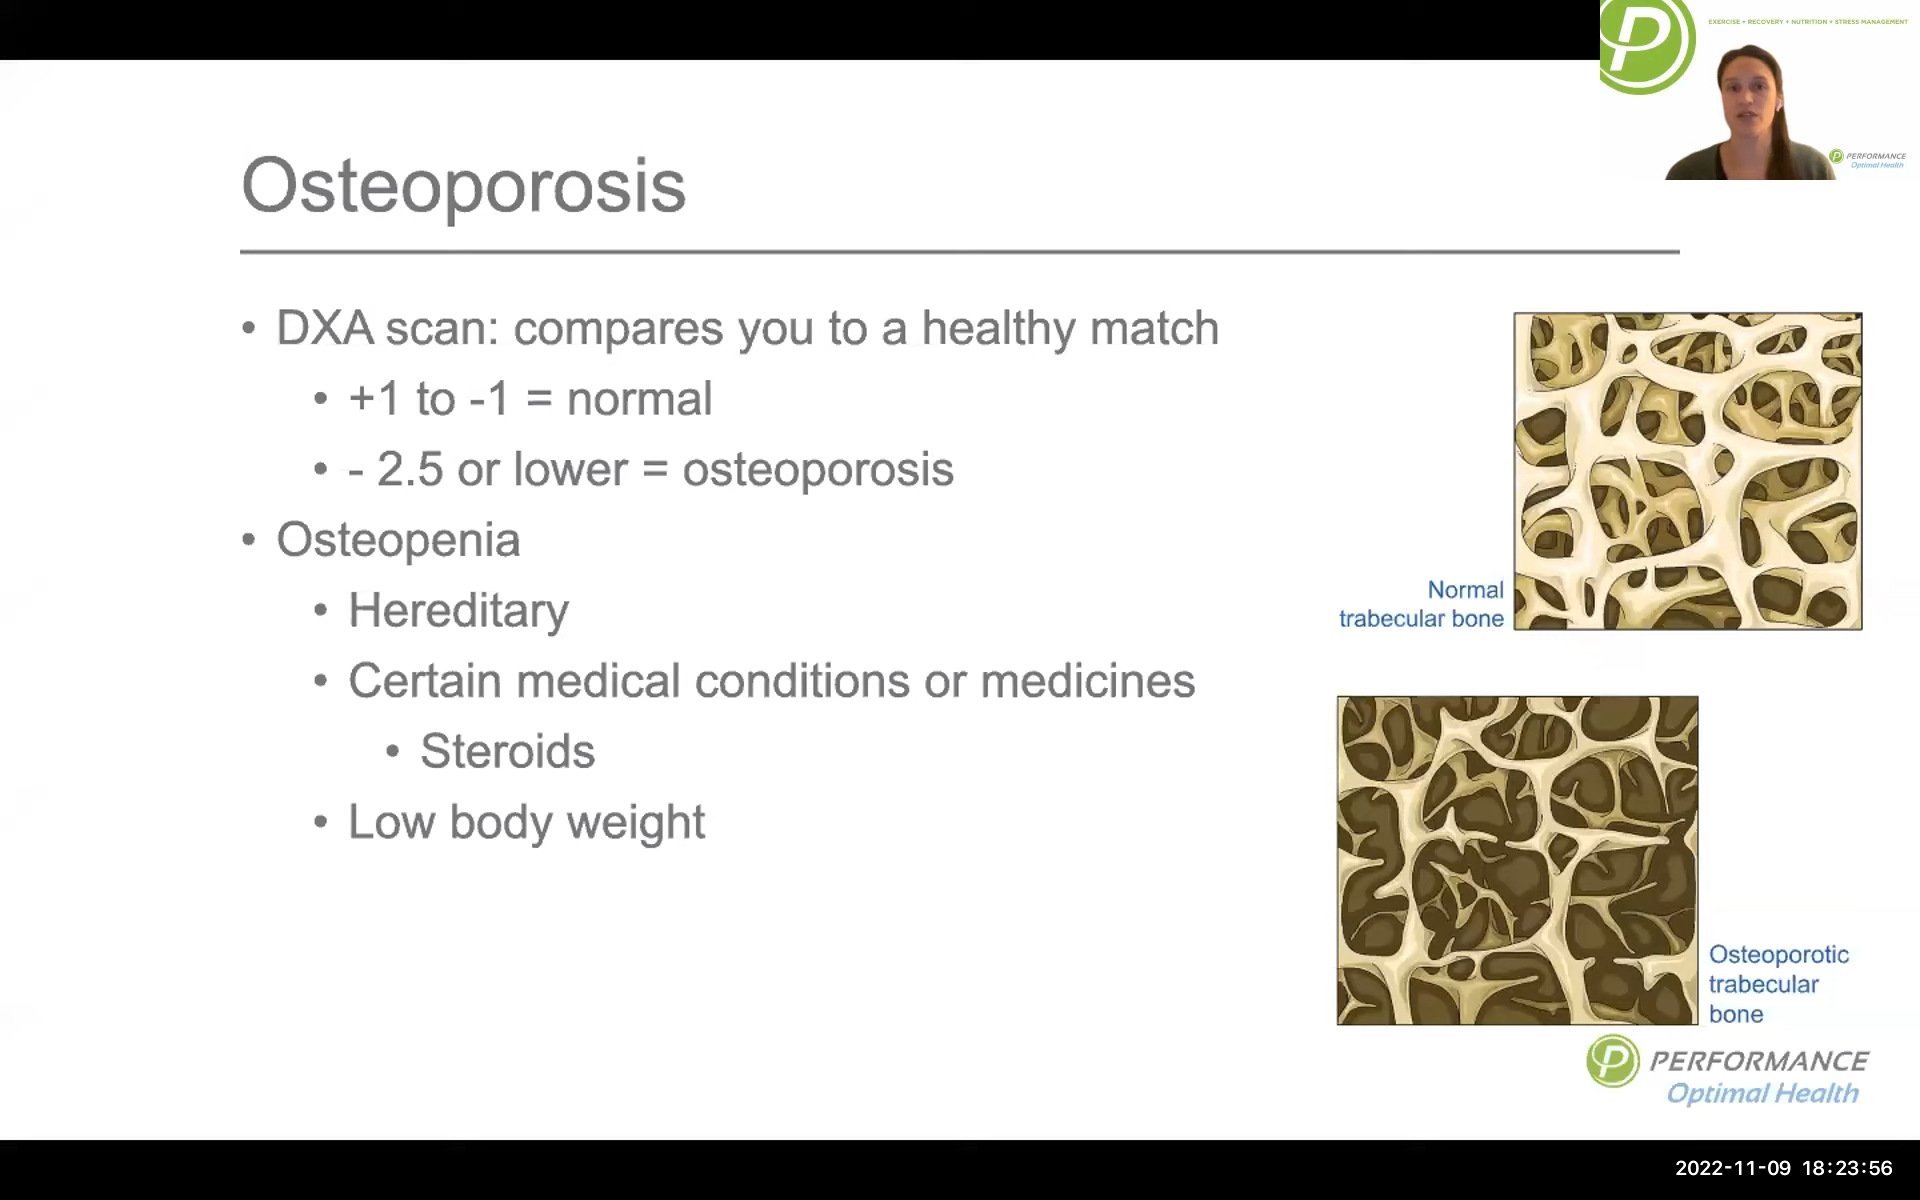 EXERCISE + RECOVERY + NUTRITION + STRESS MANAGEMENT
PERFORMANCE
Optimal Health
Osteoporosis
• DXA scan: compares you to a healthy match
• +1 to -1 = normal
• - 2.5 or lower = osteoporosis
• Osteopenia
• Hereditary
• Certain medical conditions or medicines
• Steroids
• Low body weight
Normal
trabecular bone
Osteoporotic
trabecular
bone
P PERFORMANCE
Optimal Health
2022-11-09 18:23:56